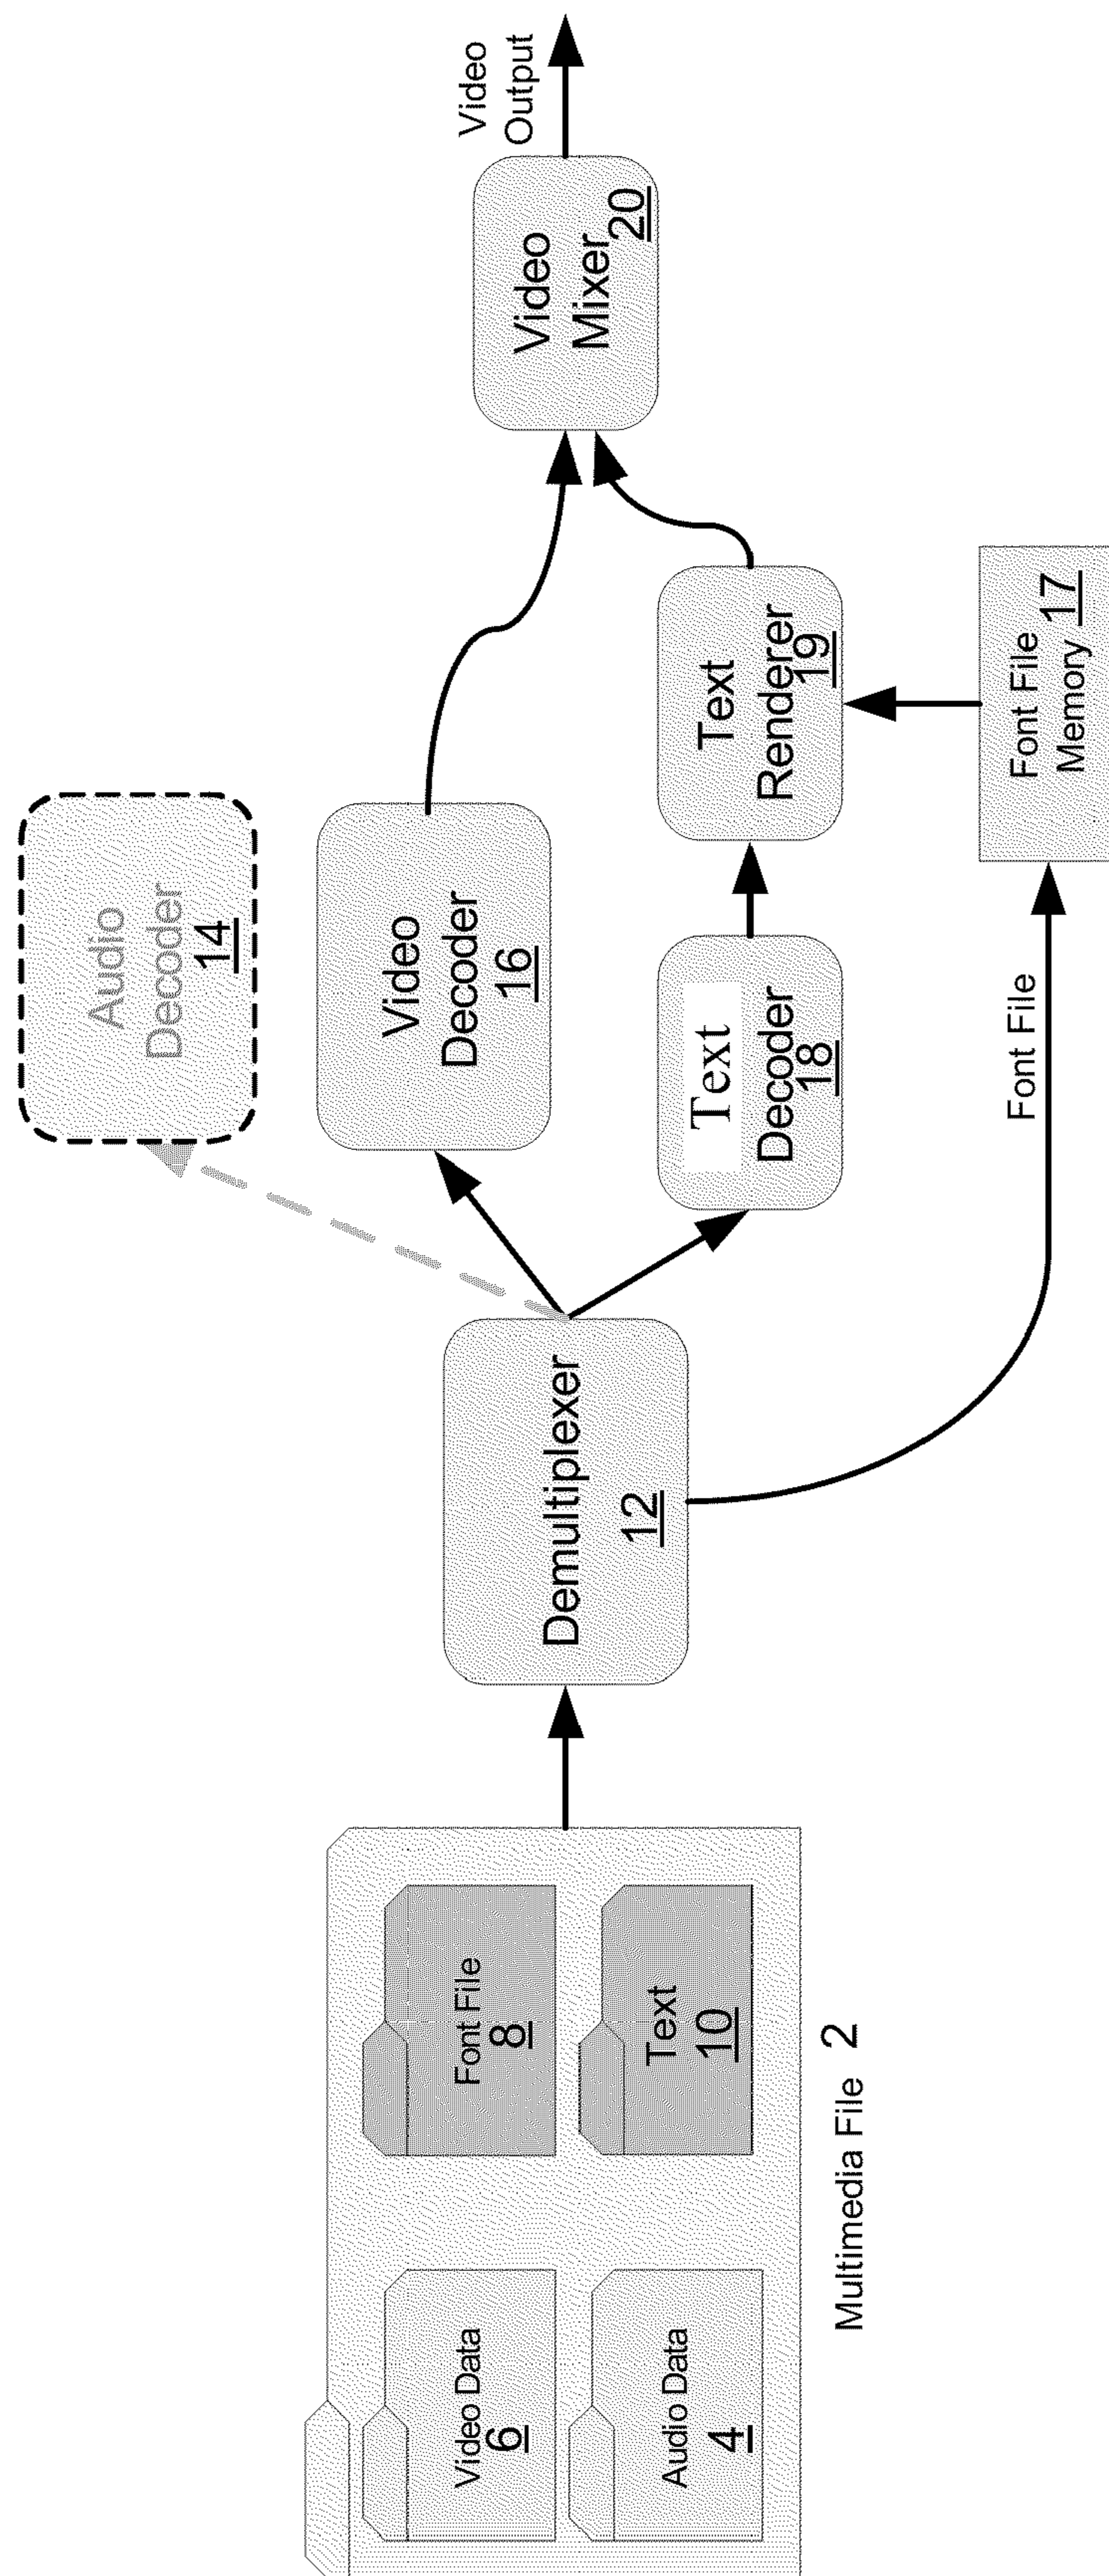 Video Data
6
Font File
8
Audio Data
4
Text
10
Multimedia File 2
Demultiplexer
12
Audio
Decoder
14
Video
Decoder
16
Text
Decoder
18
Text
Renderer
19
Font File
Font File
Memory 17
Video
Mixer
20
Video
Output